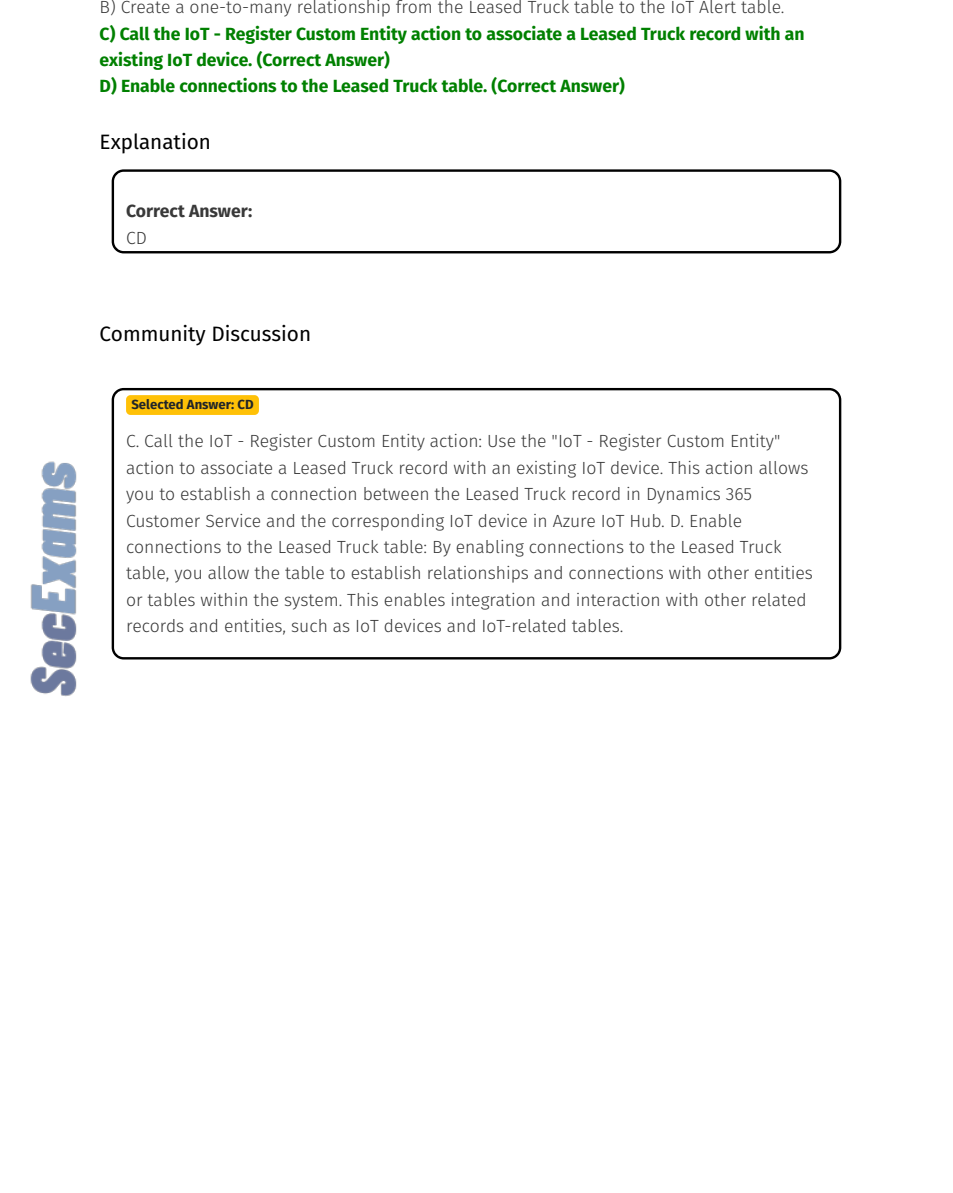 B) Create a one-to-many relationship from the Leased Truck table to the IoT Alert table.
C) Call the IoT - Register Custom Entity action to associate a Leased Truck record with an
existing IoT device. (Correct Answer)
D) Enable connections to the Leased Truck table. (Correct Answer)
Explanation
Correct Answer:
CD
Community Discussion
Selected Answer: CD
C. Call the IoT - Register Custom Entity action: Use the "IoT - Register Custom Entity"
action to associate a Leased Truck record with an existing IoT device. This action allows
you to establish a connection between the Leased Truck record in Dynamics 365
Customer Service and the corresponding IoT device in Azure IoT Hub. D. Enable
connections to the Leased Truck table: By enabling connections to the Leased Truck
table, you allow the table to establish relationships and connections with other entities
or tables within the system. This enables integration and interaction with other related
records and entities, such as IoT devices and IoT-related tables.
SecExams